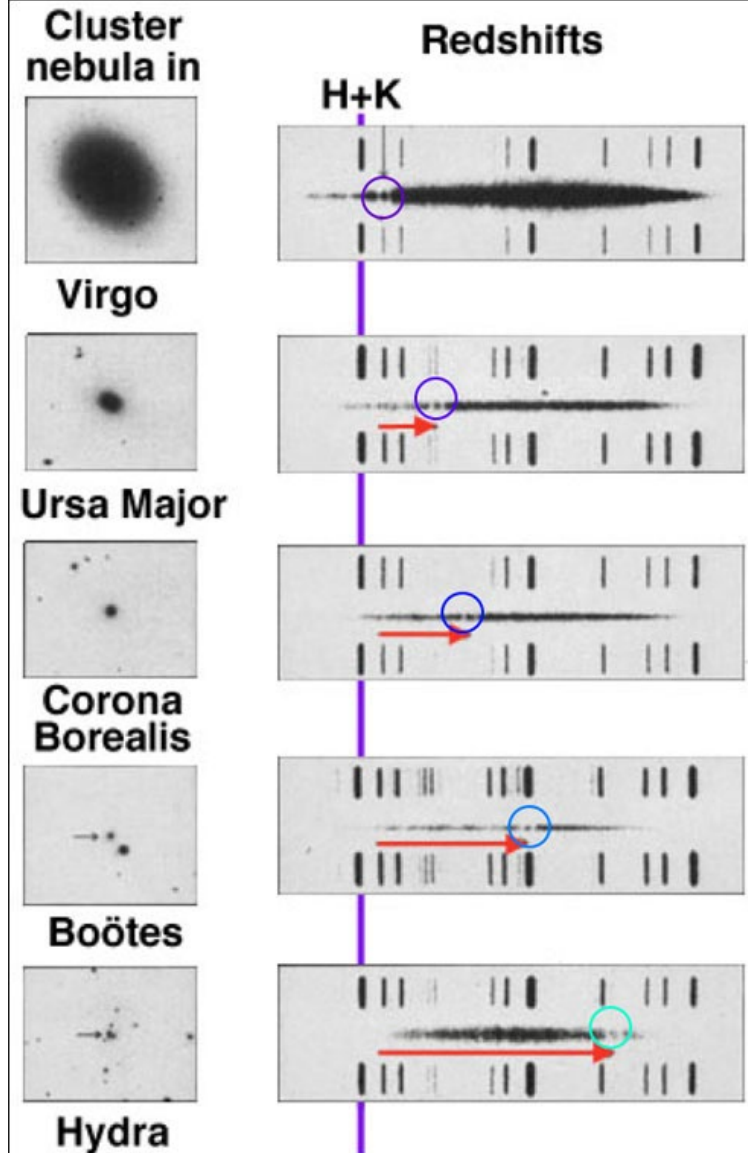 Cluster
nebula in
Redshifts
H+K
Virgo
Ursa Major
Corona
Borealis
Boötes
Hydra